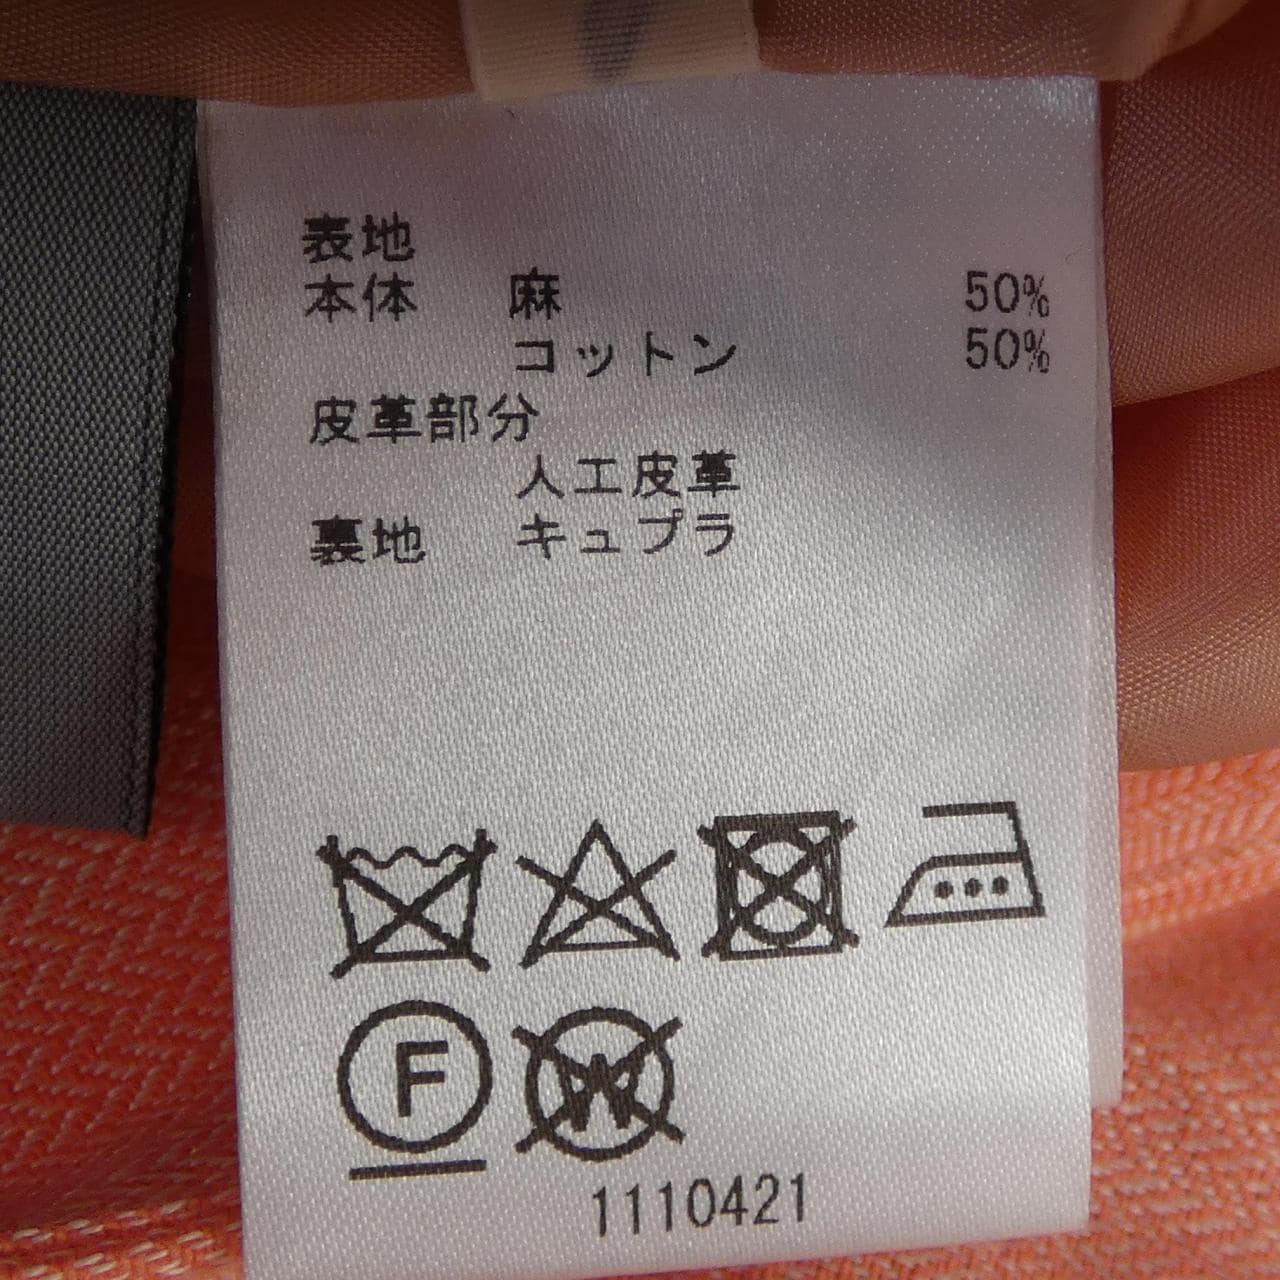 表地
本体 麻 50%
コットン 50%
皮革部分
人工皮革
裏地 キュプラ
F W
1110421